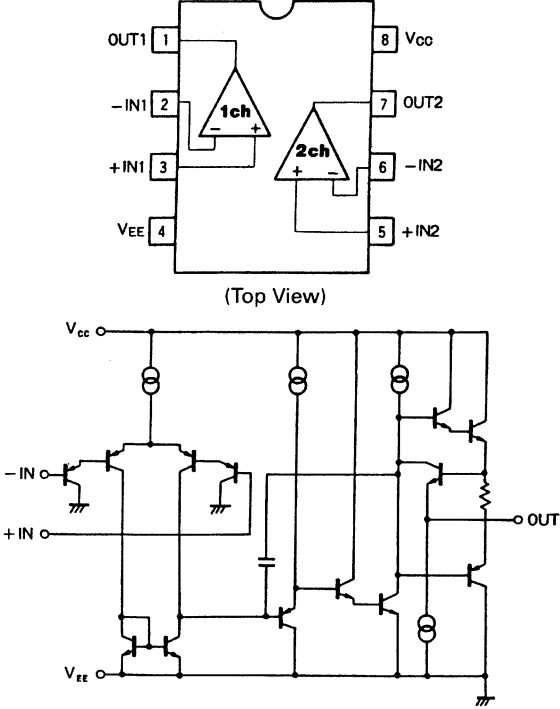 OUT1 1 8 Vcc
-IN1 2 1ch 7 OUT2
- +
+IN1 3 2ch 6 -IN2
+ -
VEE 4 5 +IN2
(Top View)
Vcc
-IN
+IN
OUT
VEE